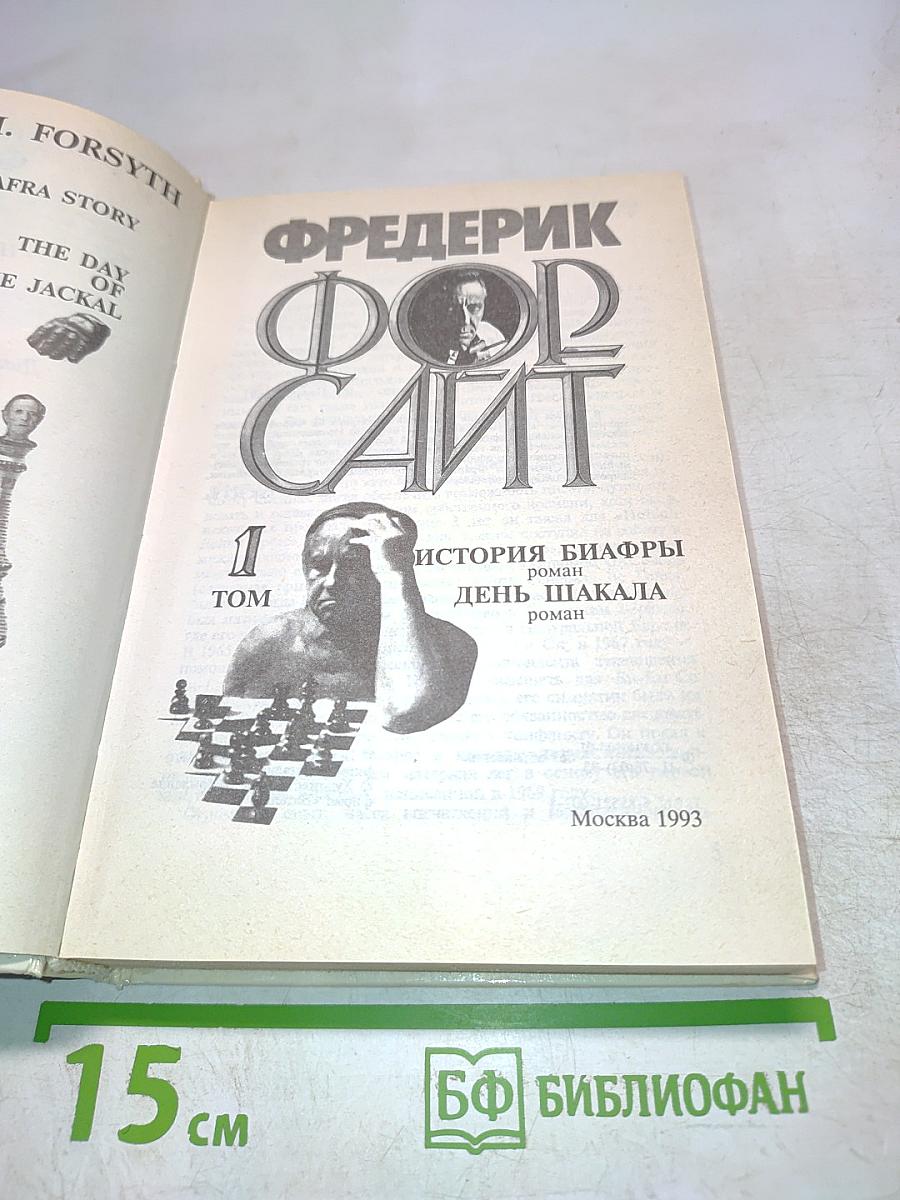 FORSYTH
STORY
THE DAY
OF
JACKAL
ФРЕДЕРИК
ФОР
САЙТ
1
ТОМ
ИСТОРИЯ БИАФРЫ
роман
ДЕНЬ ШАКАЛА
роман
Москва 1993
15 см
БФ БИБЛИОФАН